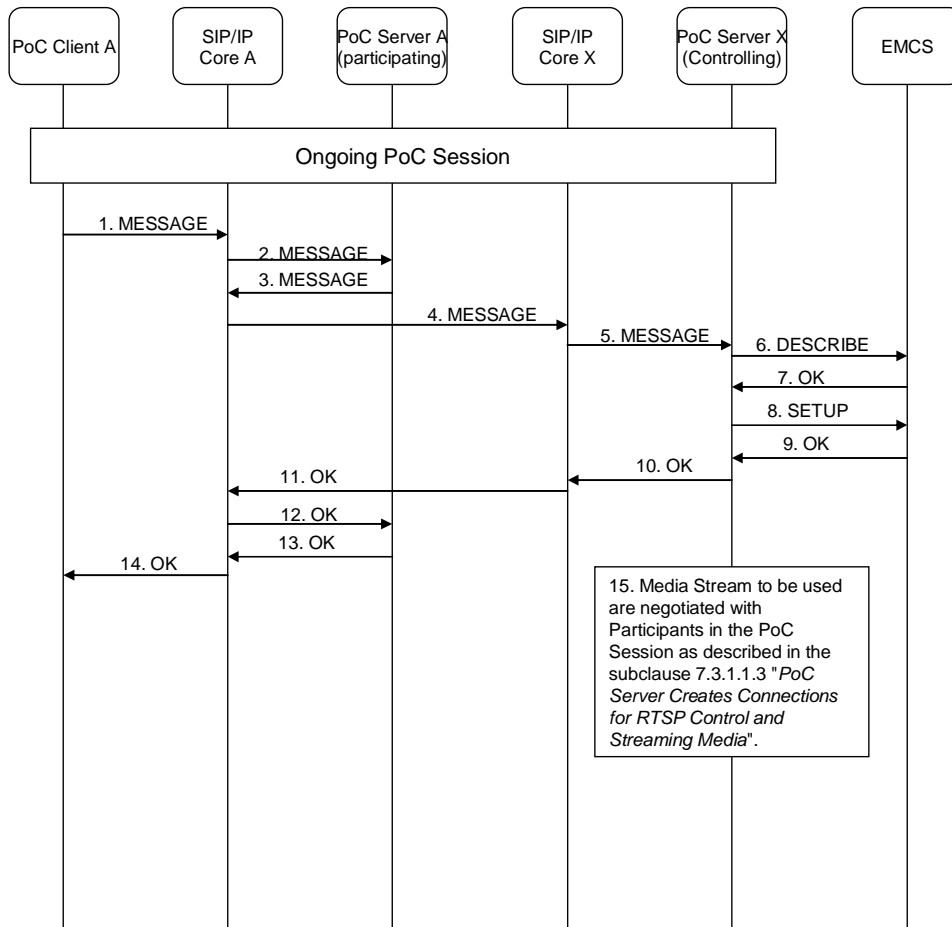 PoC Client A
SIP/IP
Core A
PoC Server A
(participating)
SIP/IP
Core X
PoC Server X
(Controlling)
EMCS
Ongoing PoC Session
1. MESSAGE
2. MESSAGE
3. MESSAGE
4. MESSAGE
5. MESSAGE
6. DESCRIBE
7. OK
8. SETUP
9. OK
10. OK
11. OK
12. OK
13. OK
14. OK
15. Media Stream to be used
are negotiated with
Participants in the PoC
Session as described in the
subclause 7.3.1.1.3 "PoC
Server Creates Connections
for RTSP Control and
Streaming Media".